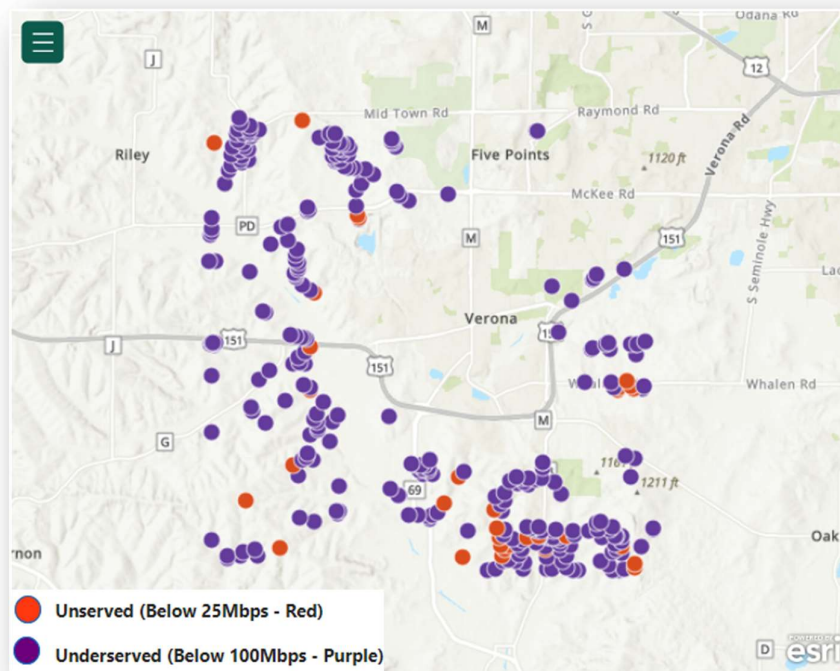 M
Odana Rd
S G
J
12
Mid Town Rd
Raymond Rd
Verona Rd
Riley
Five Points
1120 ft
McKee Rd
PD
M
151
S Seminole Hwy
Verona
J
151
151
Whalen Rd
M
G
69
1211 ft
rnon
Oak
Unserved (Below 25Mbps - Red)
Underserved (Below 100Mbps - Purple)
D
POWERED BY
esri